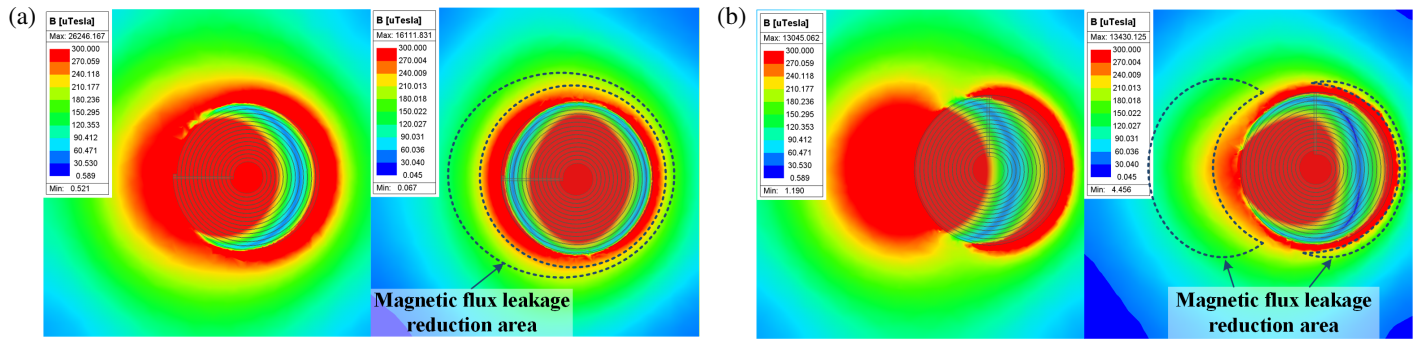 (a)
B [uTesla]
Max: 26246.167
300.000
270.059
240.118
210.177
180.236
150.295
120.353
90.412
60.471
30.530
0.589
Min: 0.521
B [uTesla]
Max: 16111.831
300.000
270.004
240.009
210.013
180.018
150.022
120.027
90.031
60.036
30.040
0.045
Min: 0.067
Magnetic flux leakage
reduction area
(b)
B [uTesla]
Max: 13045.062
300.000
270.059
240.118
210.177
180.236
150.295
120.353
90.412
60.471
30.530
0.589
Min: 1.190
B [uTesla]
Max: 13430.125
300.000
270.004
240.009
210.013
180.018
150.022
120.027
90.031
60.036
30.040
0.045
Min: 4.456
Magnetic flux leakage
reduction area